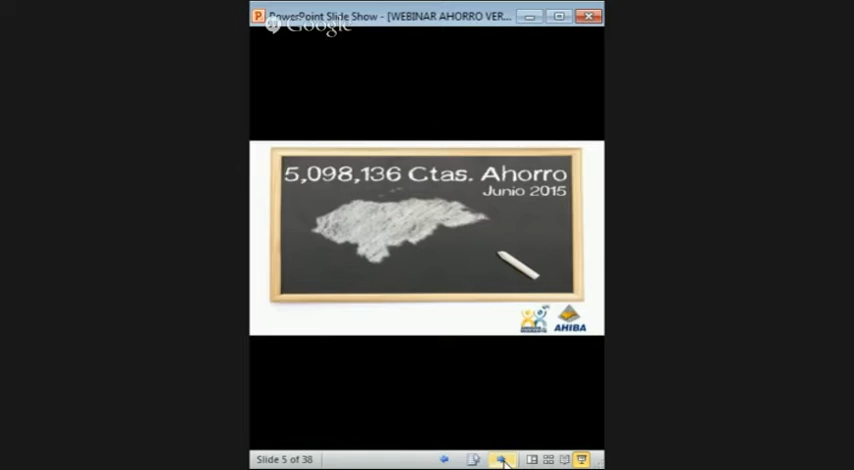 PowerPoint Slide Show - [WEBINAR AHORRO VER...
Google
5,098,136 Ctas. Ahorro
Junio 2015
AHIBA
Slide 5 of 38